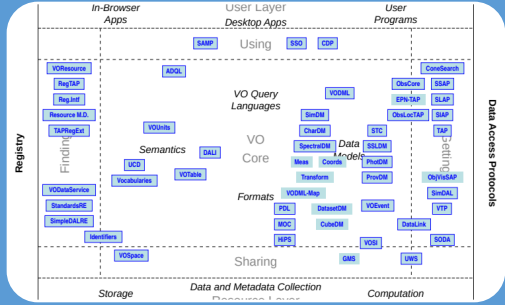 In-Browser
Apps
User Layer
Desktop Apps
User
Programs
SAMP
Using
SSO
CDP
VOResource
RegTAP
Reg.Intf
Resource M.D.
TAPRegExt
ADQL
VO Query
Languages
VODML
ObsCore
EPN-TAP
ObsLocTAP
ConeSearch
SSAP
SLAP
SIAP
TAP
Registry
Finding
VOUnits
Semantics
DALI
UCD
Vocabularies
VOTable
VO
Core
SimDM
CharDM
SpectralDM
Meas
Coords
Transform
VODML-Map
Data
Models
STC
SSLDM
PhotDM
ProvDM
Getting
Data Access Protocols
ObjVisSAP
SimDAL
VTP
VODataService
StandardsRE
SimpleDALRE
Identifiers
Formats
PDL
MOC
HiPS
DatasetDM
CubeDM
VOEvent
DataLink
VOSI
SODA
VOSpace
Sharing
GMS
UWS
Storage
Data and Metadata Collection
Resource Layer
Computation